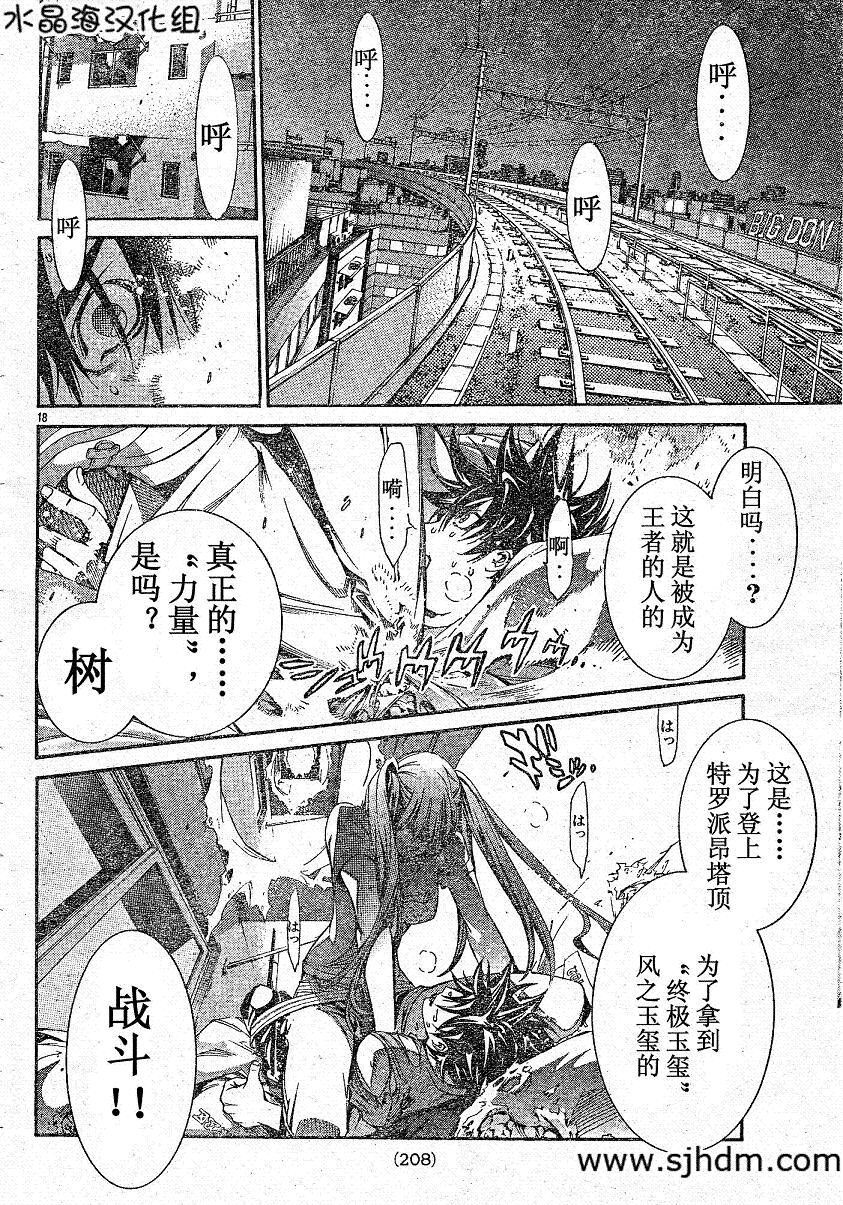 水晶海汉化组
呼....
呼....
呼
BIG DON
呼
呼
18
明白吗....?
这就是被成为
王者的人的
啊....
嗬....
真正的……
“力量”，
是吗？
树
はっ
はっ
はっ
这是……
为了登上
特罗派昂塔顶
为了拿到
“终极玉玺”
风之玉玺的
战斗!!
(208)
www.sjhdm.com